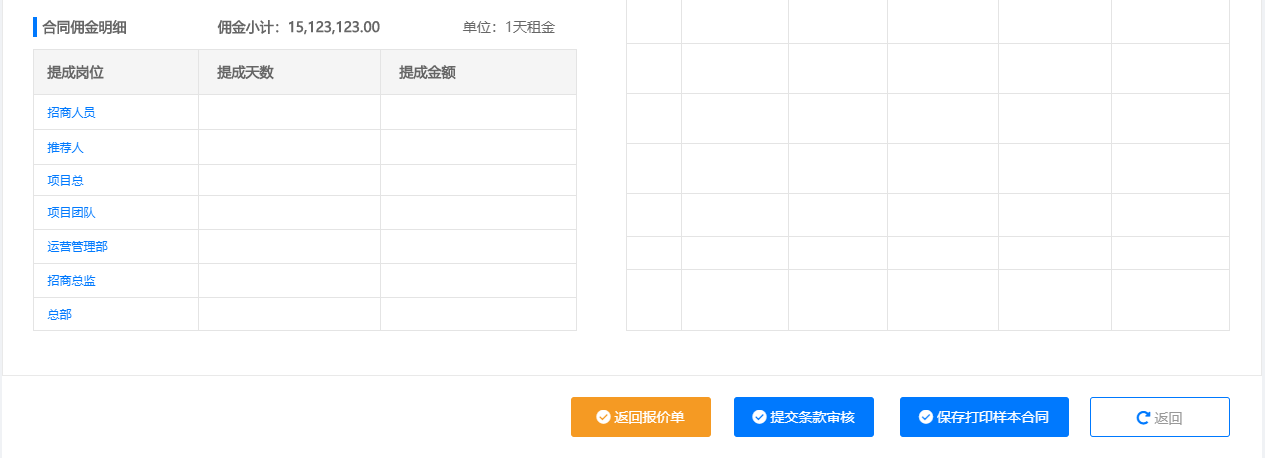 合同佣金明细 佣金小计：15,123,123.00 单位：1天租金
提成岗位 提成天数 提成金额
招商人员
推荐人
项目总
项目团队
运营管理部
招商总监
总部
返回报价单 提交条款审核 保存打印样本合同 返回